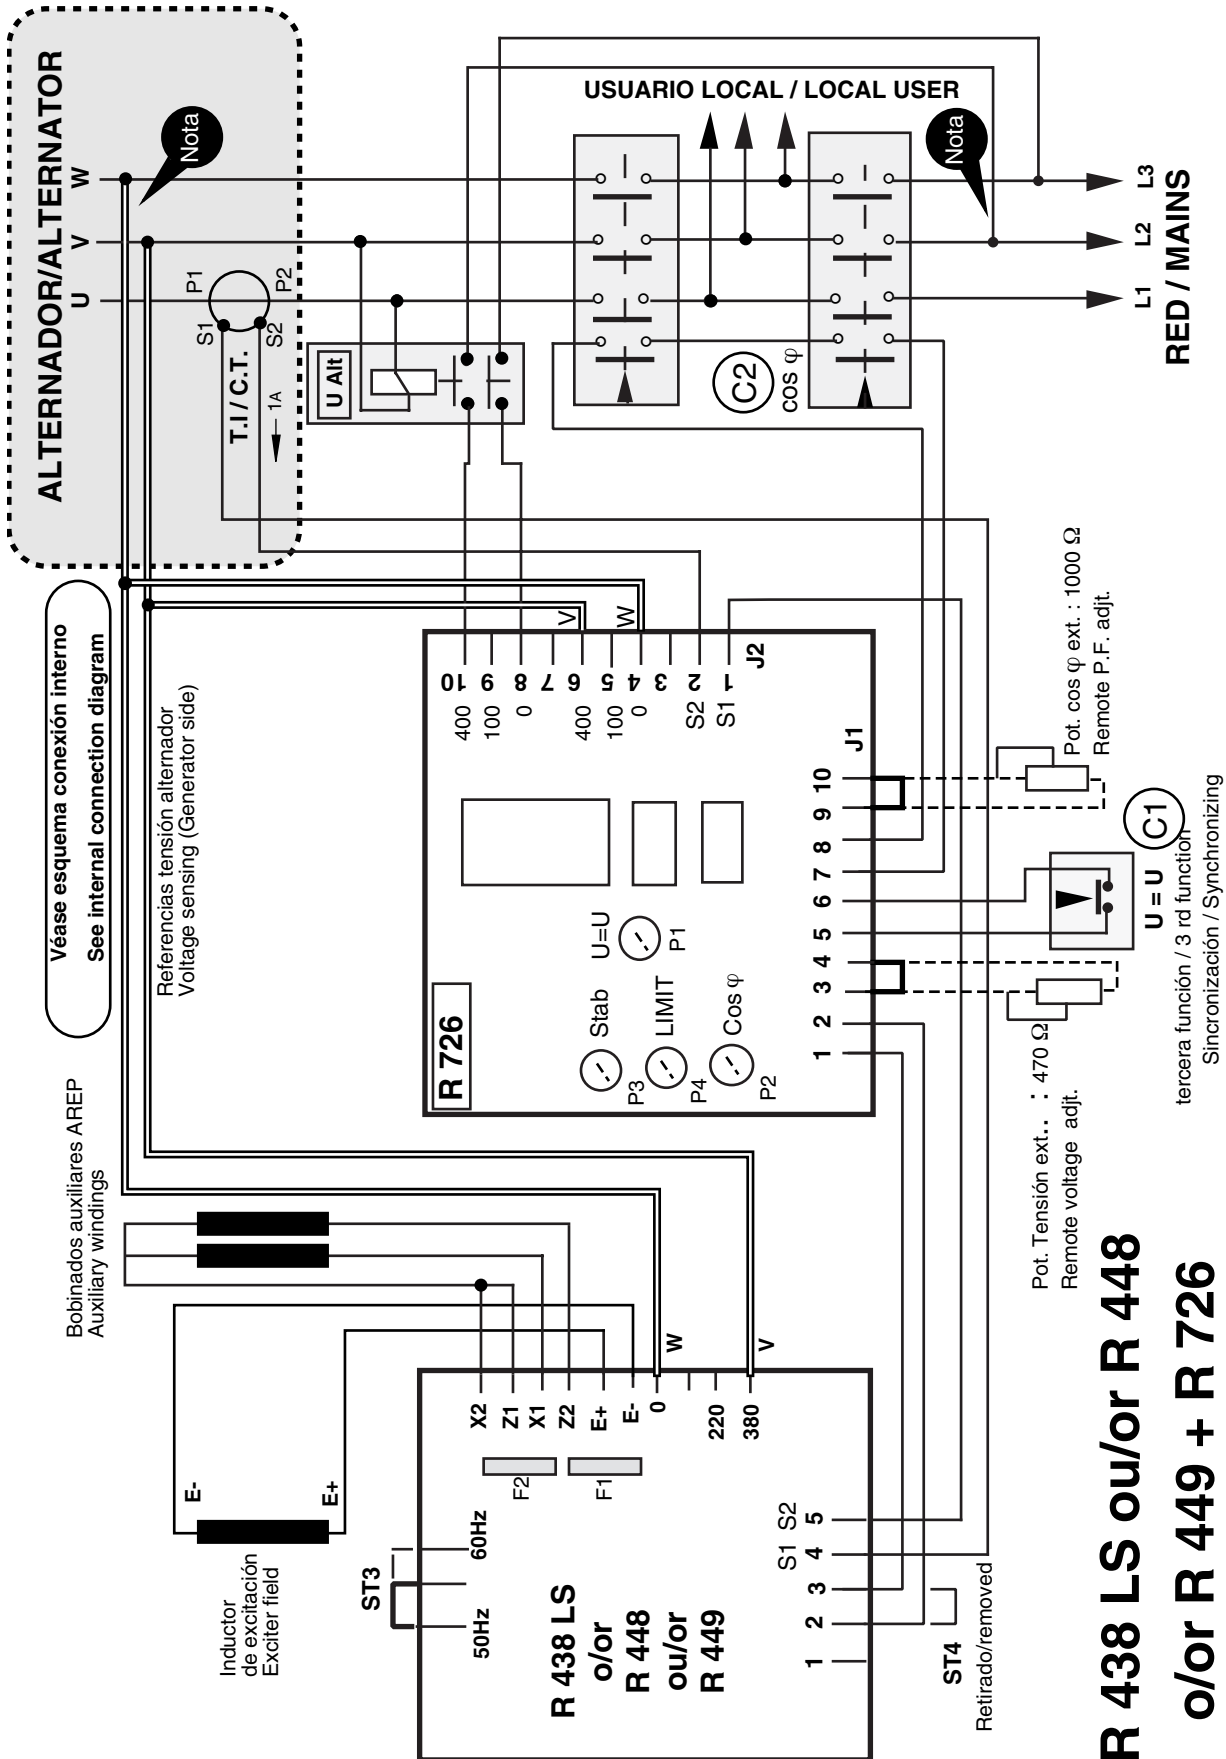 ALTERNADOR/ALTERNATOR
U
V
W
Nota
P1
P2
S1
S2
T.I / C.T.
1A
Véase esquema conexión interno
See internal connection diagram
Referencias tensión alternador
Voltage sensing (Generator side)
Bobinados auxiliares AREP
Auxiliary windings
Inductor
de excitación
Exciter field
E-
E+
U Alt
USUARIO LOCAL / LOCAL USER
C2
cos φ
Nota
L1
L2
L3
RED / MAINS
R 726
Stab
P3
LIMIT
P4
Cos φ
P2
U=U
P1
10
9
8
7
6
5
4
3
2
1
400
100
0
400
100
0
S2
S1
V
W
J2
1
2
3
4
5
6
7
8
9
10
J1
Pot. cos φ ext. : 1000 Ω
Remote P.F. adjt.
C1
U = U
tercera función / 3 rd function
Sincronización / Synchronizing
Pot. Tensión ext.. : 470 Ω
Remote voltage adjt.
ST3
50Hz
60Hz
R 438 LS
o/or
R 448
ou/or
R 449
F2
F1
X2
Z1
X1
Z2
E+
E-
0
220
380
W
V
S1
S2
1
2
3
4
5
ST4
Retirado/removed
R 438 LS ou/or R 448
o/or R 449 + R 726